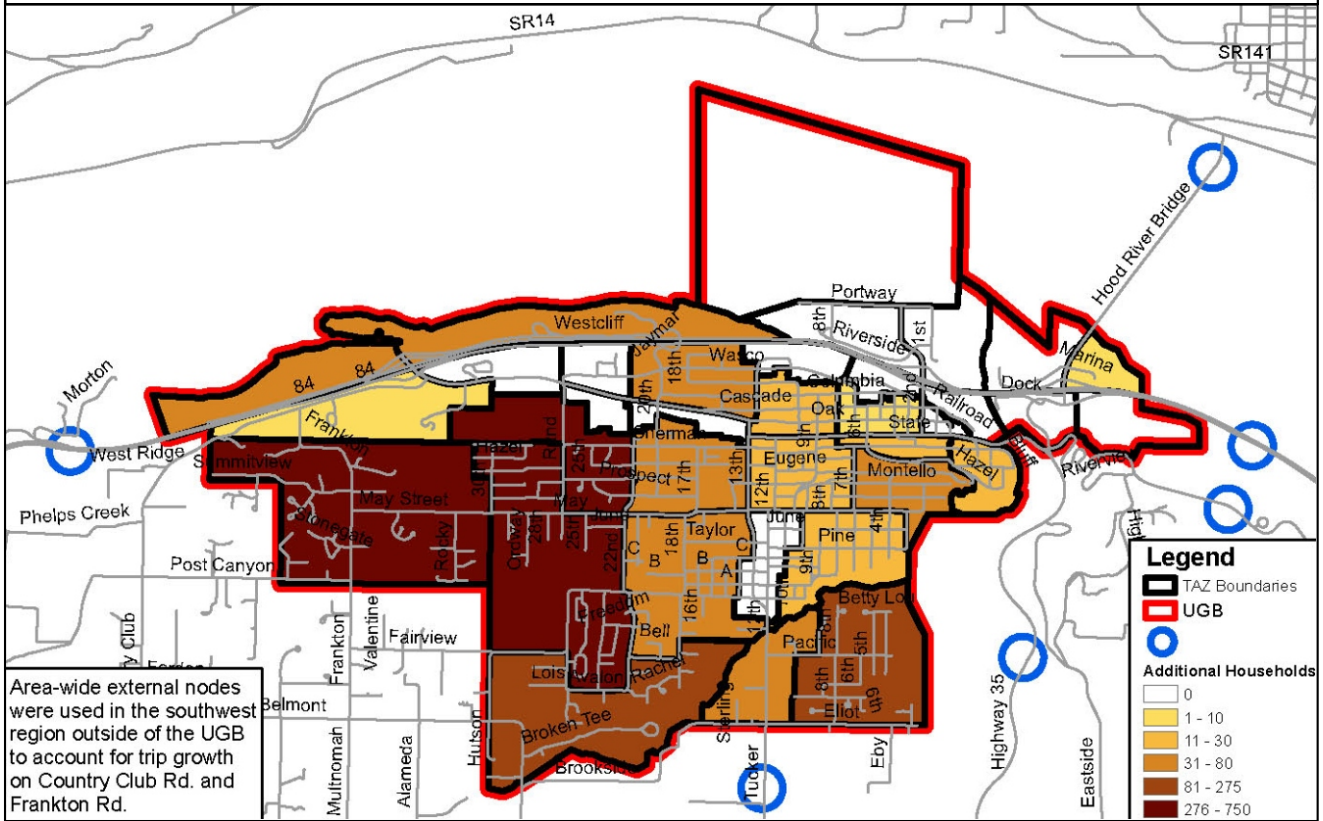 SR14
SR141
Hood River Bridge
Portway
8th
Riverside
1st
Westcliff
Jaymar
18th
Wasco
Marina
Morton
84
84
20th
Cascade
Columbia
2nd
Railroad
Dock
Oak
6th
State
9th
West Ridge
Frankton
Summitview
Hazel
Rand
25th
Sherman
Prospect
17th
13th
Eugene
12th
8th
7th
Montello
Hazel
30th
May Street
May
June
June
4th
Phelps Creek
Stonegate
Rocky
Ordway
28th
25th
22nd
C
B
18th
Taylor
B
C
A
Pine
9th
Post Canyon
Freedom
16th
10th
Betty Lou
Bell
Pacific
8th
5th
Frankton
Valentine
Fairview
Lois
Avalon
Rachel
8th
6th
6th
Sterling
Eliot
Belmont
Hutson
Broken Tee
Brookside
Tucker
Eby
Multnomah
Alameda
Highway 35
Eastside
Area-wide external nodes
were used in the southwest
region outside of the UGB
to account for trip growth
on Country Club Rd. and
Frankton Rd.
Legend
TAZ Boundaries
UGB
Additional Households
0
1 - 10
11 - 30
31 - 80
81 - 275
276 - 750